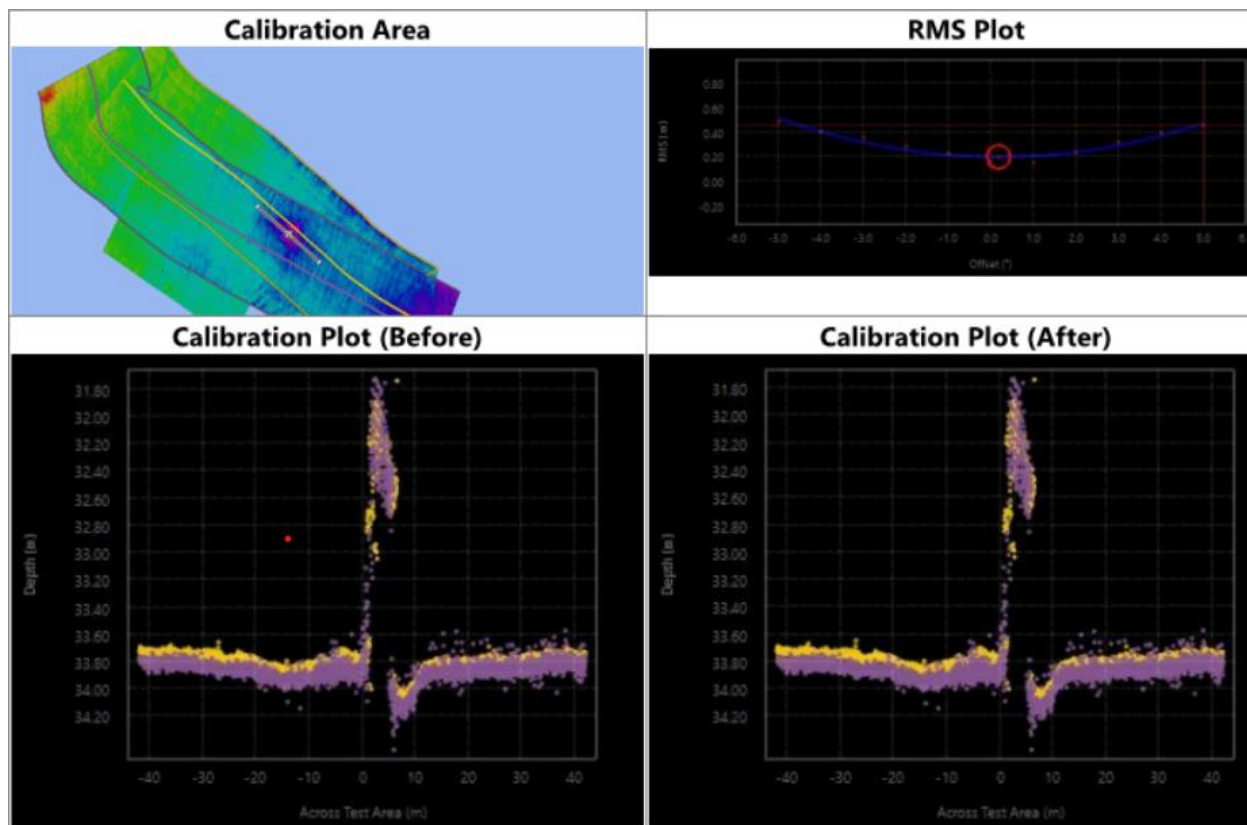 Calibration Area
RMS Plot
0.80
0.60
0.40
0.20
0.00
-0.20
RMS (m)
-6.0 -5.0 -4.0 -3.0 -2.0 -1.0 0.0 1.0 2.0 3.0 4.0 5.0 6.
Offset (°)
Calibration Plot (Before)
31.80
32.00
32.20
32.40
32.60
32.80
33.00
33.20
33.40
33.60
33.80
34.00
34.20
Depth (m)
-40 -30 -20 -10 0 10 20 30 40
Across Test Area (m)
Calibration Plot (After)
31.80
32.00
32.20
32.40
32.60
32.80
33.00
33.20
33.40
33.60
33.80
34.00
34.20
Depth (m)
-40 -30 -20 -10 0 10 20 30 40
Across Test Area (m)